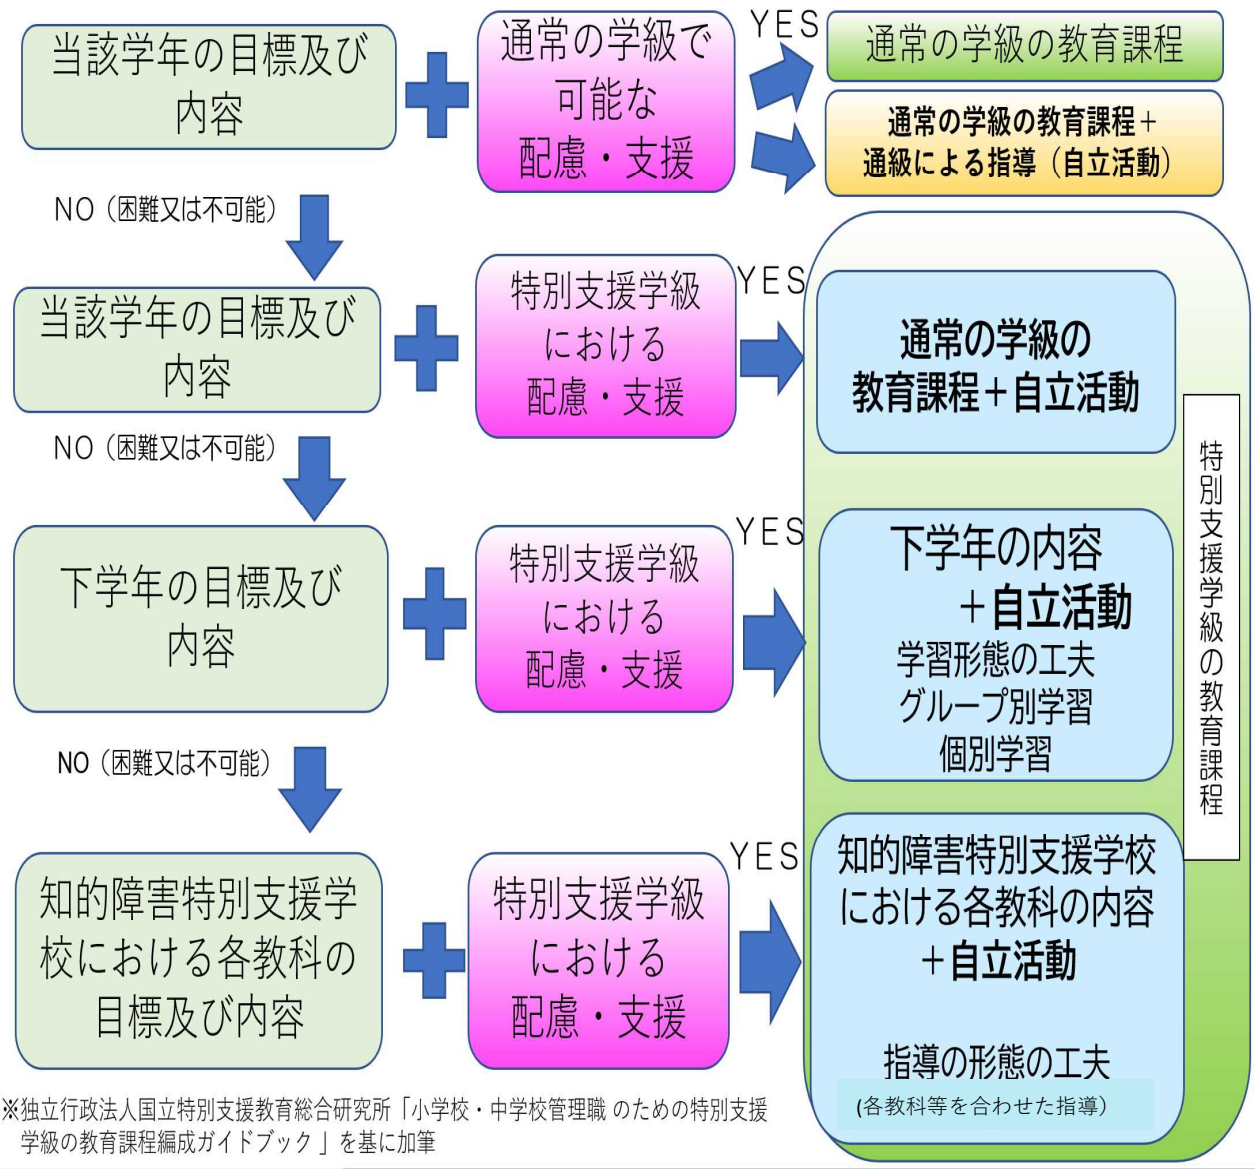 当該学年の目標及び
内容
通常の学級で
可能な
配慮・支援
YES
通常の学級の教育課程
通常の学級の教育課程＋
通級による指導（自立活動）
NO（困難又は不可能）
当該学年の目標及び
内容
特別支援学級
における
配慮・支援
YES
通常の学級の
教育課程＋自立活動
NO（困難又は不可能）
下学年の目標及び
内容
特別支援学級
における
配慮・支援
YES
下学年の内容
＋自立活動
学習形態の工夫
グループ別学習
個別学習
特別支援学級の教育課程
NO（困難又は不可能）
知的障害特別支援学
校における各教科の
目標及び内容
特別支援学級
における
配慮・支援
YES
知的障害特別支援学校
における各教科の内容
＋自立活動
指導の形態の工夫
(各教科等を合わせた指導）
※独立行政法人国立特別支援教育総合研究所「小学校・中学校管理職 のための特別支援
学級の教育課程編成ガイドブック 」を基に加筆